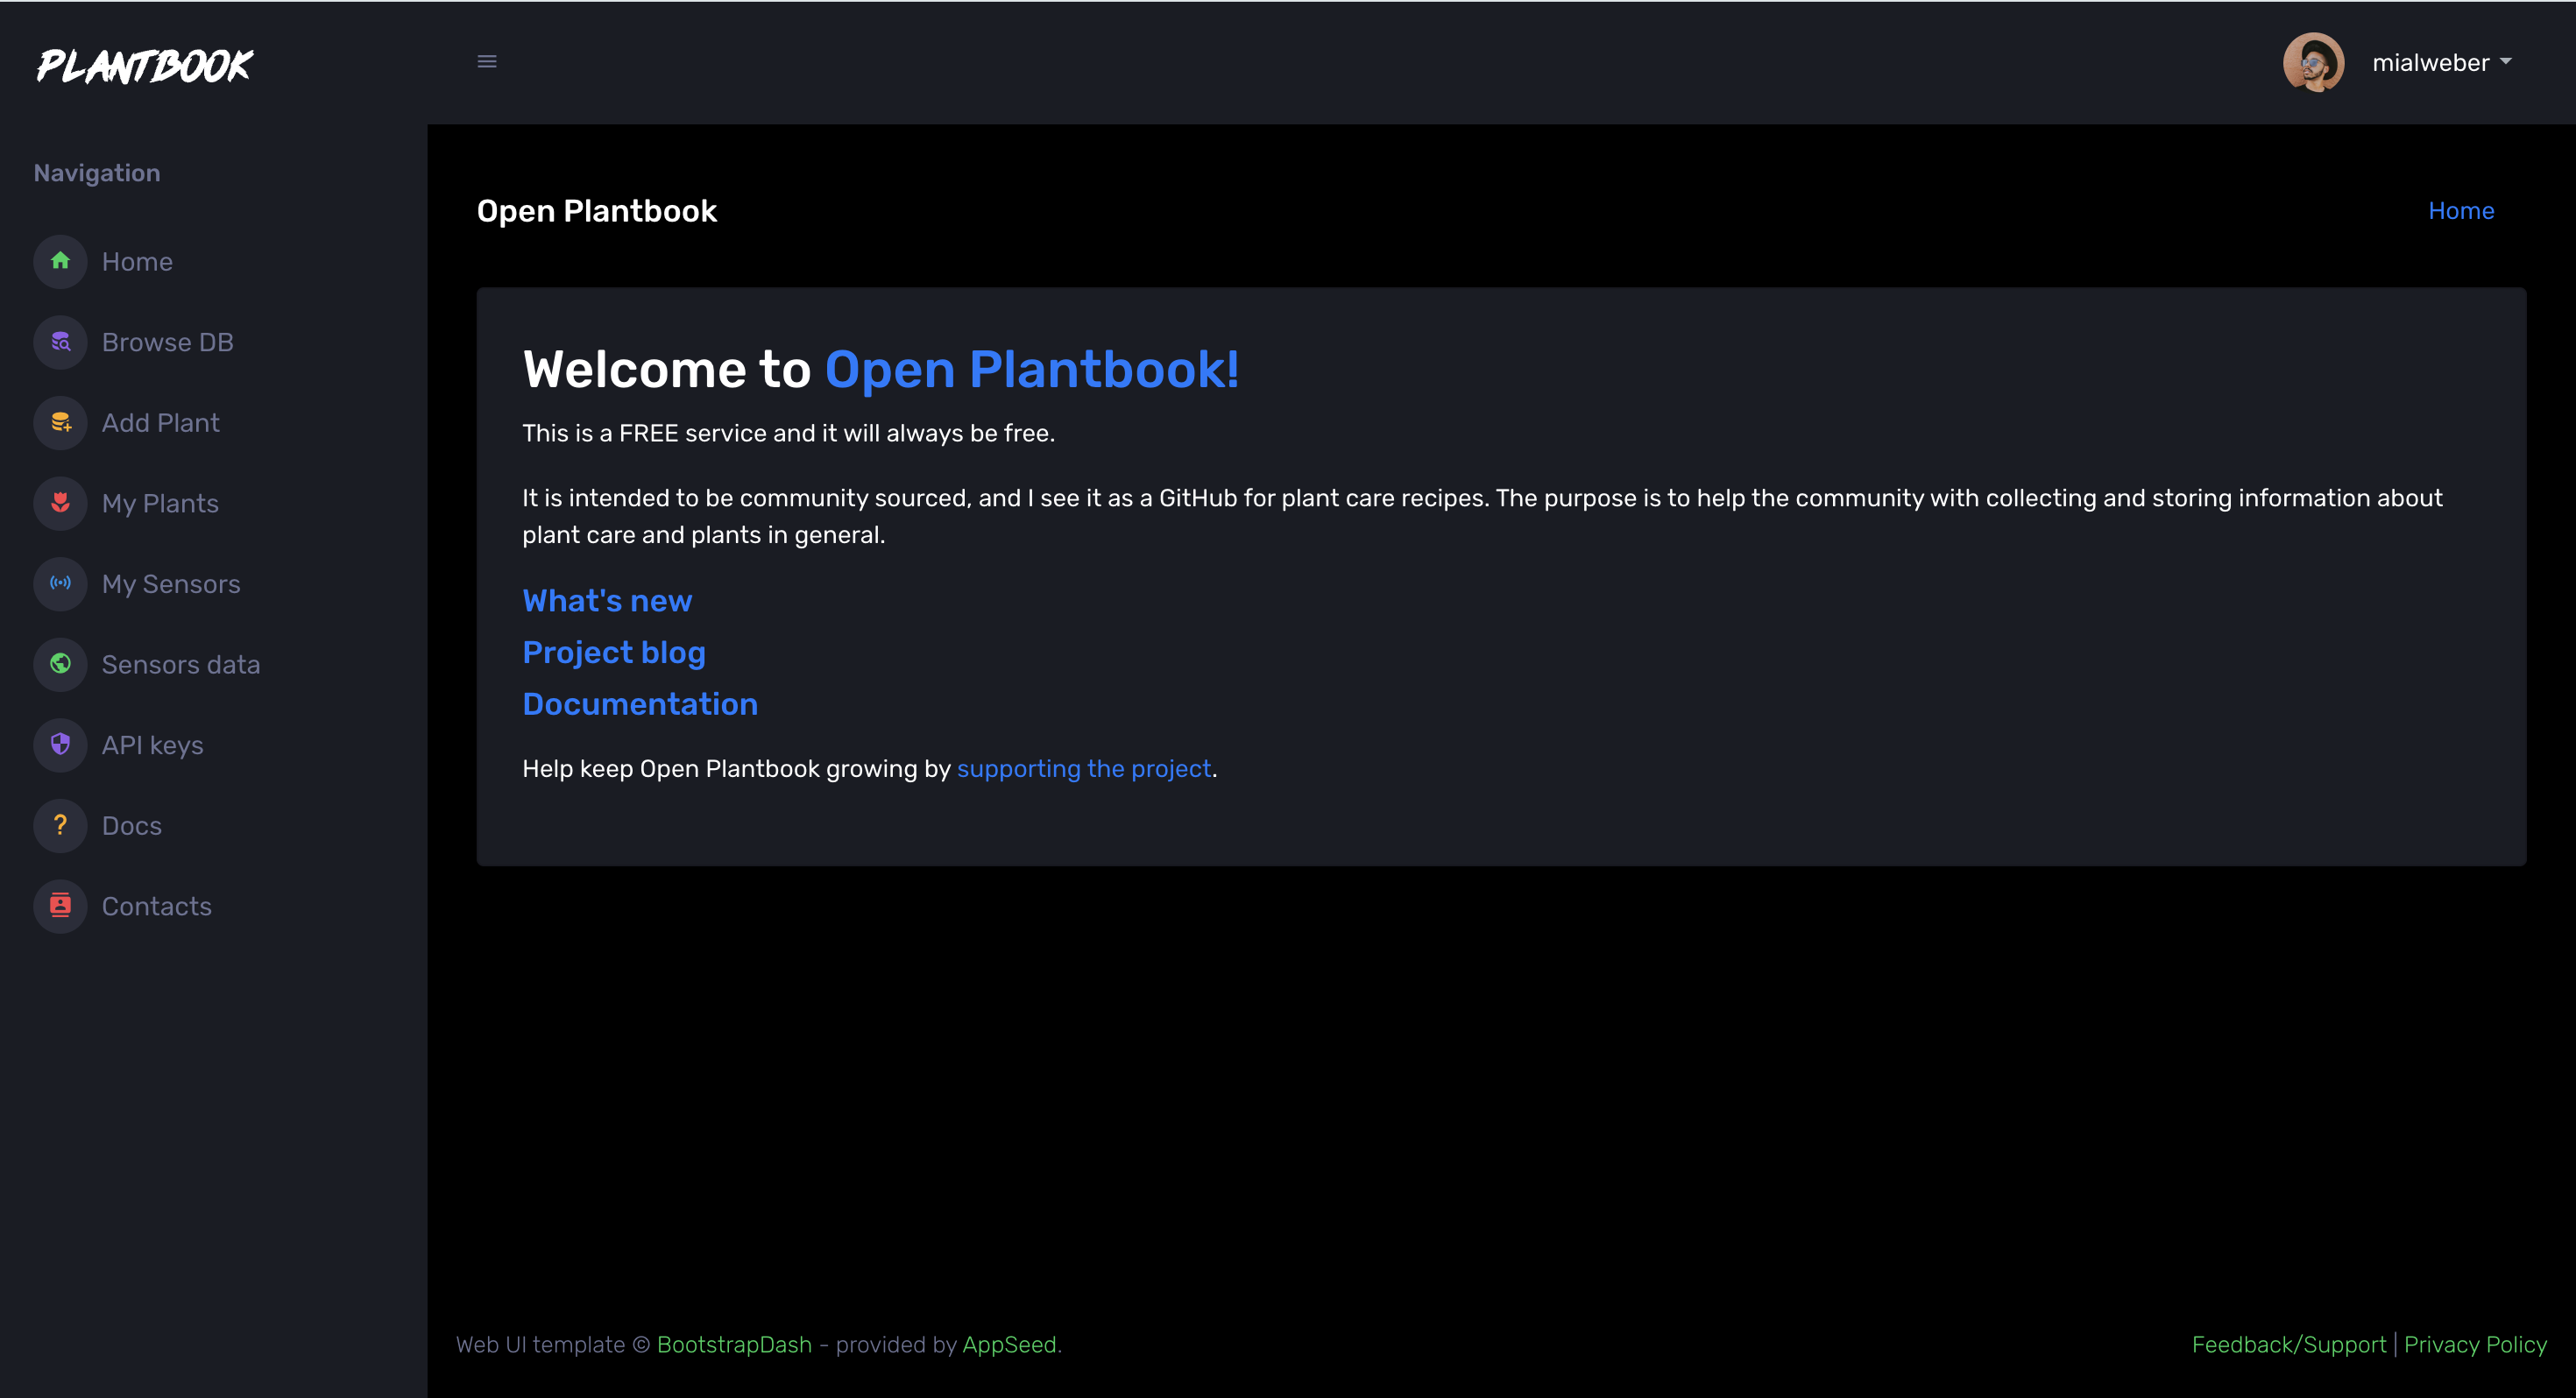 PLANTBOOK
mialweber
Navigation
Home
Browse DB
Add Plant
My Plants
My Sensors
Sensors data
API keys
Docs
Contacts
Open Plantbook
Home
Welcome to Open Plantbook!
This is a FREE service and it will always be free.
It is intended to be community sourced, and I see it as a GitHub for plant care recipes. The purpose is to help the community with collecting and storing information about
plant care and plants in general.
What's new
Project blog
Documentation
Help keep Open Plantbook growing by supporting the project.
Web UI template © BootstrapDash - provided by AppSeed.
Feedback/Support | Privacy Policy